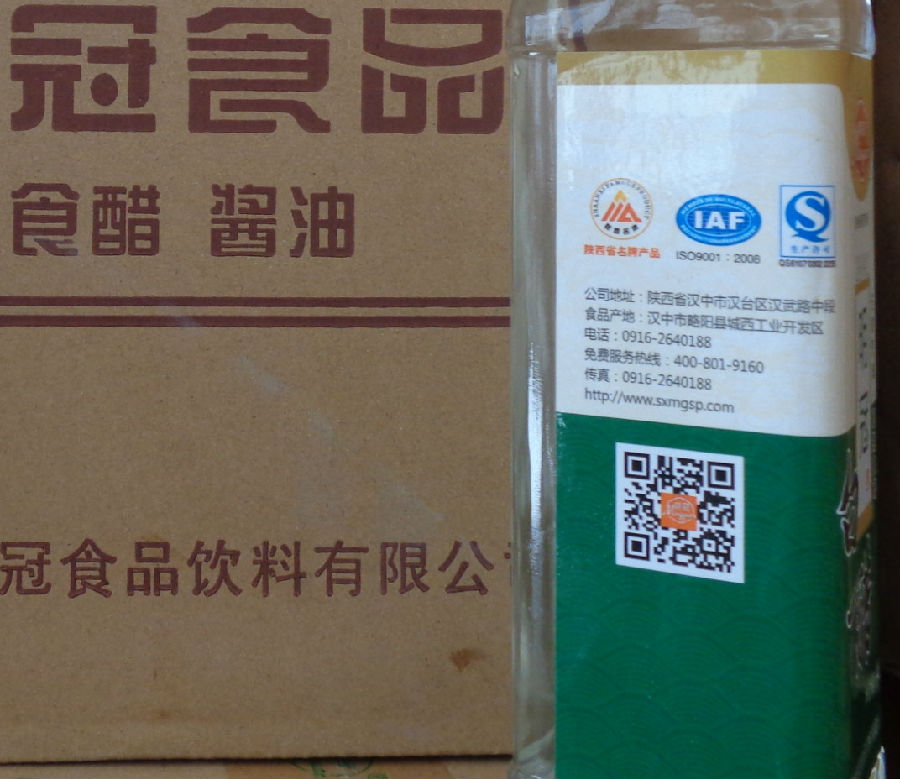 冠食品
食醋 酱油
冠食品饮料有限公
陕西省名牌产品
IAF
ISO9001：2008
生产许可
公司地址：陕西省汉中市汉台区汉武路中段
食品产地：汉中市略阳县城西工业开发区
电话：0916-2640188
免费服务热线：400-801-9160
传真：0916-2640188
http://www.sxmgsp.com